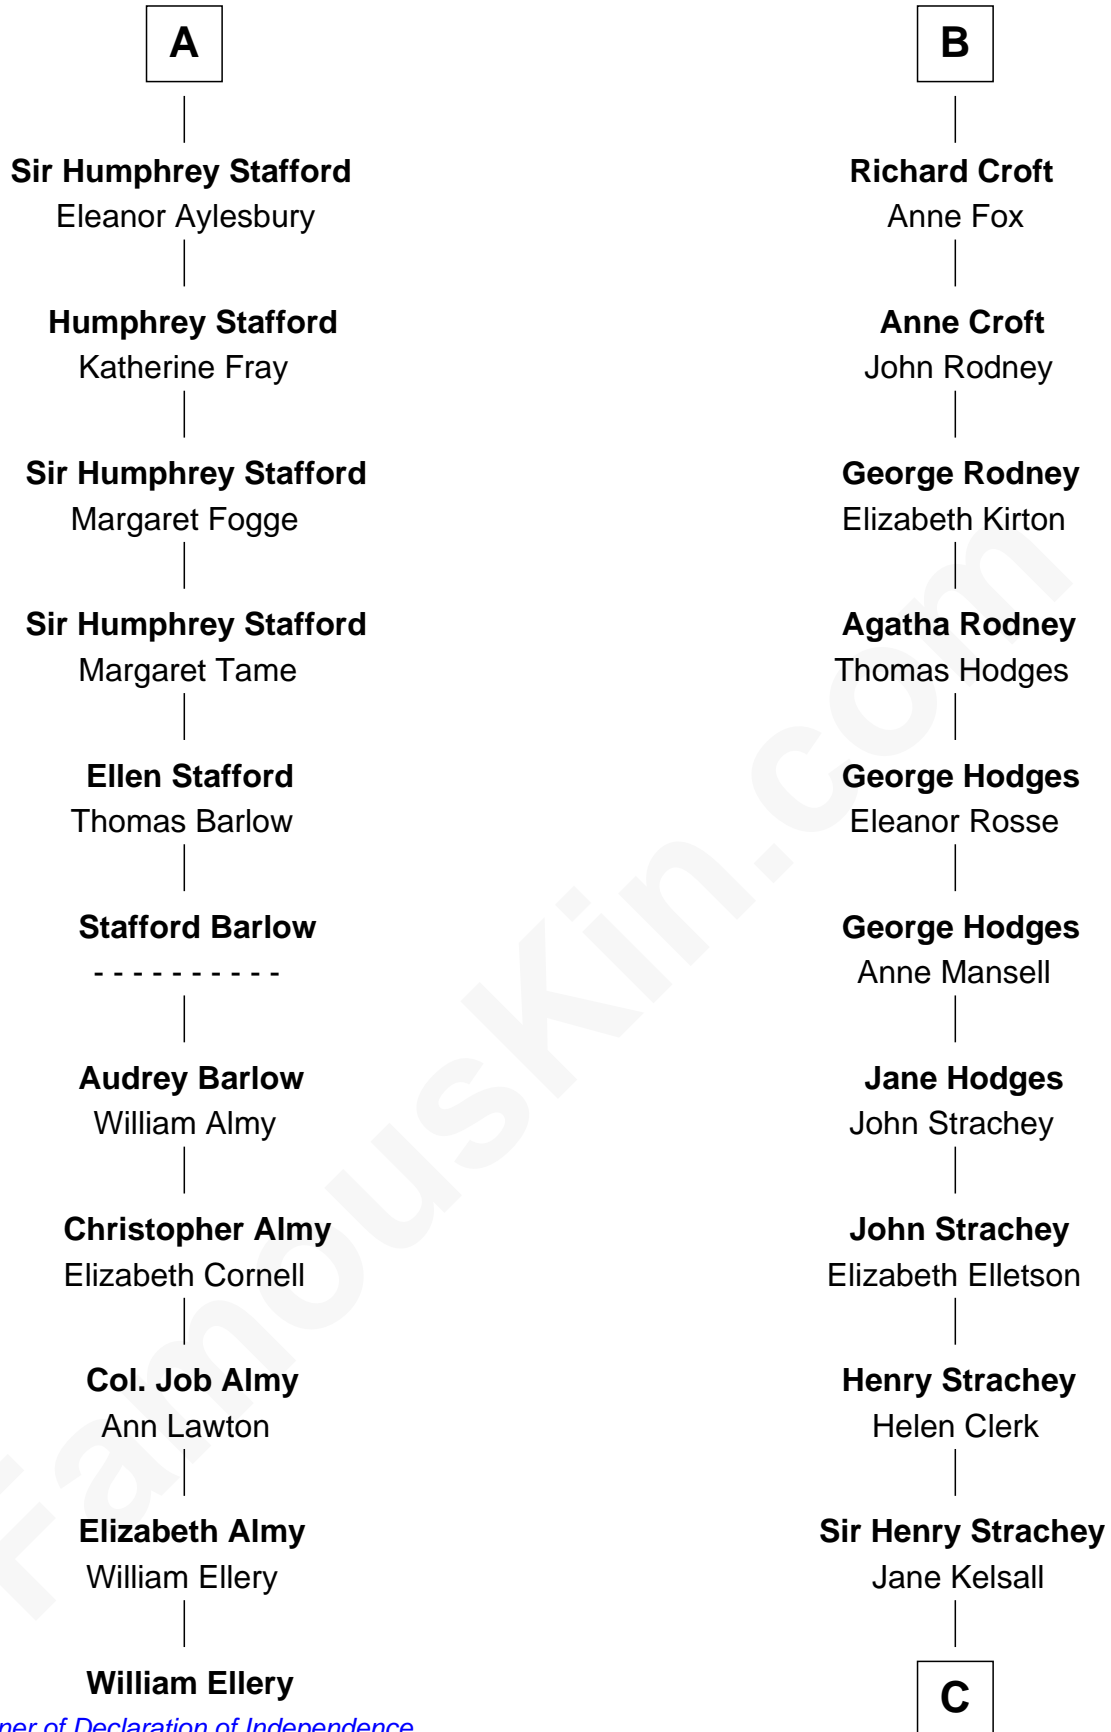 A
Sir Humphrey Stafford
Eleanor Aylesbury
Humphrey Stafford
Katherine Fray
Sir Humphrey Stafford
Margaret Fogge
Sir Humphrey Stafford
Margaret Tame
Ellen Stafford
Thomas Barlow
Stafford Barlow
- - - - - - - - - -
Audrey Barlow
William Almy
Christopher Almy
Elizabeth Cornell
Col. Job Almy
Ann Lawton
Elizabeth Almy
William Ellery
William Ellery
of Declaration of Independence
B
Richard Croft
Anne Fox
Anne Croft
John Rodney
George Rodney
Elizabeth Kirton
Agatha Rodney
Thomas Hodges
George Hodges
Eleanor Rosse
George Hodges
Anne Mansell
Jane Hodges
John Strachey
John Strachey
Elizabeth Elletson
Henry Strachey
Helen Clerk
Sir Henry Strachey
Jane Kelsall
C
FamousKin.com